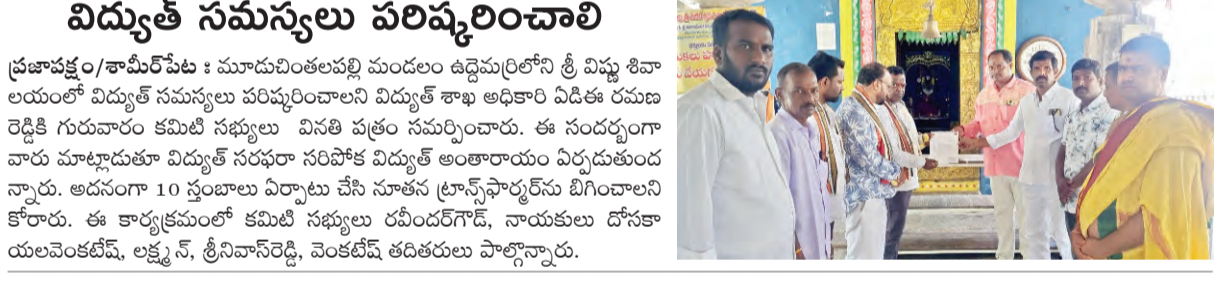 విద్యుత్ సమస్యలు పరిష్కరించాలి
ప్రజాపక్షం/శామీర్‌పేట : మూడుచింతలపల్లి మండలం ఉద్దెమర్రిలోని శ్రీ విష్ణు శివా
లయంలో విద్యుత్ సమస్యలు పరిష్కరించాలని విద్యుత్ శాఖ అధికారి ఏడిఈ రమణ
రెడ్డికి గురువారం కమిటి సభ్యులు వినతి పత్రం సమర్పించారు. ఈ సందర్భంగా
వారు మాట్లాడుతూ విద్యుత్ సరఫరా సరిపోక విద్యుత్ అంతారాయం ఏర్పడుతుంద
న్నారు. అదనంగా 10 స్తంబాలు ఏర్పాటు చేసి నూతన ట్రాన్స్‌ఫార్మర్‌ను బిగించాలని
కోరారు. ఈ కార్యక్రమంలో కమిటి సభ్యులు రవీందర్‌గౌడ్, నాయకులు దోసకా
యలవెంకటేష్, లక్ష్మన్, శ్రీనివాస్‌రెడ్డి, వెంకటేష్ తదితరులు పాల్గొన్నారు.